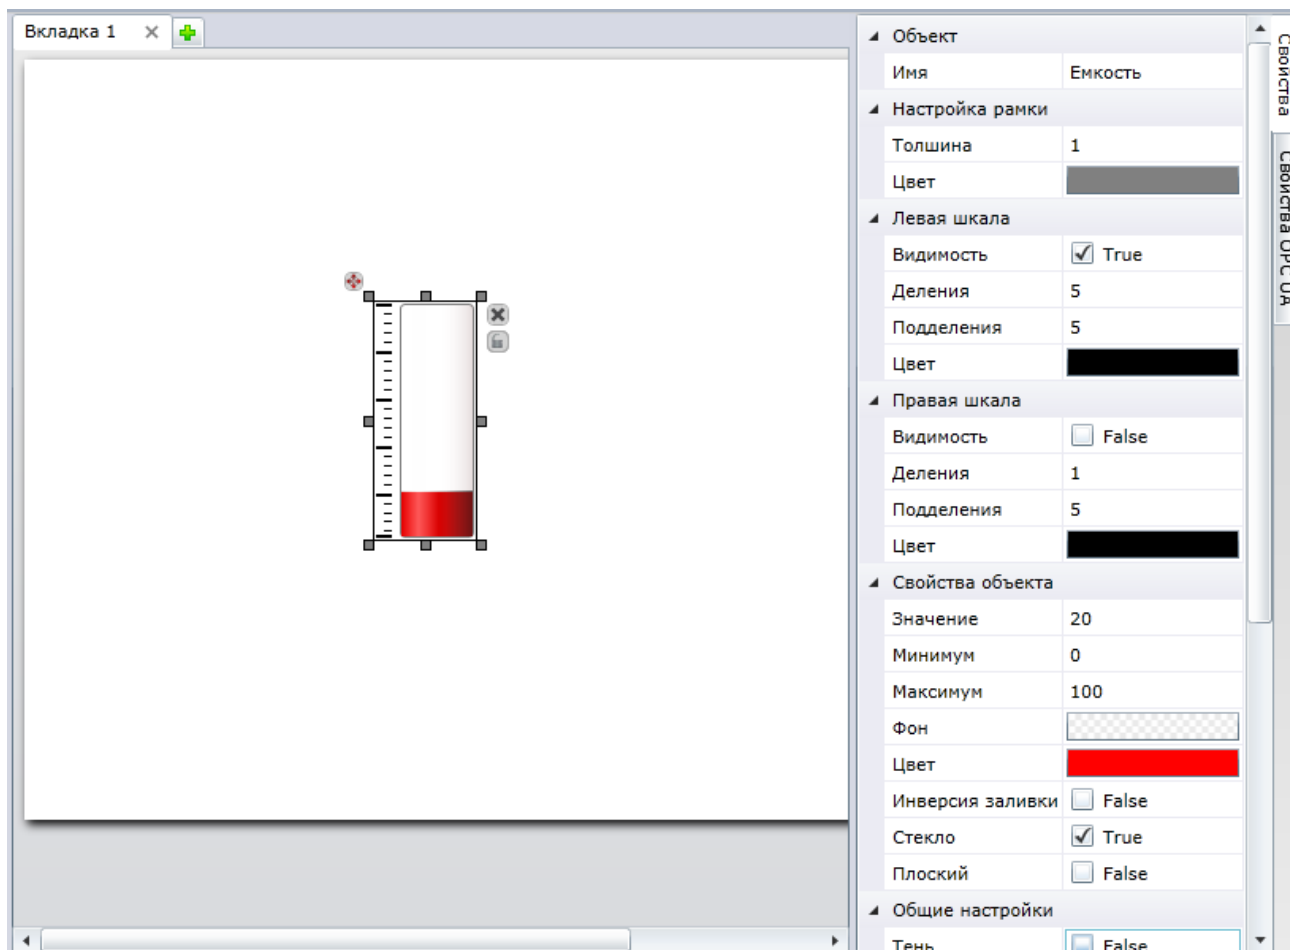 Вкладка 1
Объект
Имя Емкость
Настройка рамки
Толшина 1
Цвет
Левая шкала
Видимость True
Деления 5
Подделения 5
Цвет
Правая шкала
Видимость False
Деления 1
Подделения 5
Цвет
Свойства объекта
Значение 20
Минимум 0
Максимум 100
Фон
Цвет
Инверсия заливки False
Стекло True
Плоский False
Общие настройки
Тень False
Свойства
Свойства OPC UA